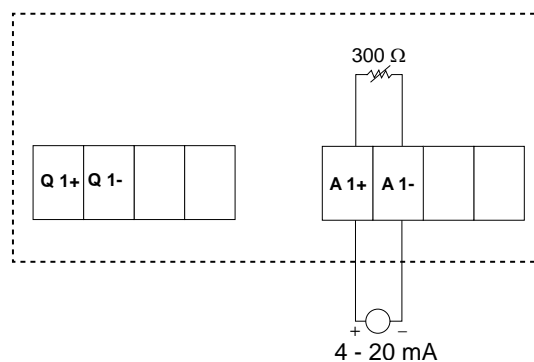 300 Ω
Q 1+ Q 1-
A 1+ A 1-
+ −
4 - 20 mA